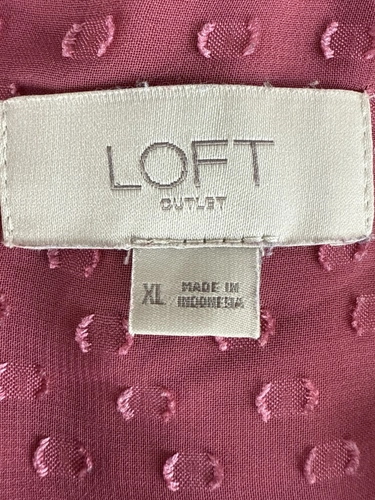 LOFT
OUTLET
XL
MADE IN
INDONESIA